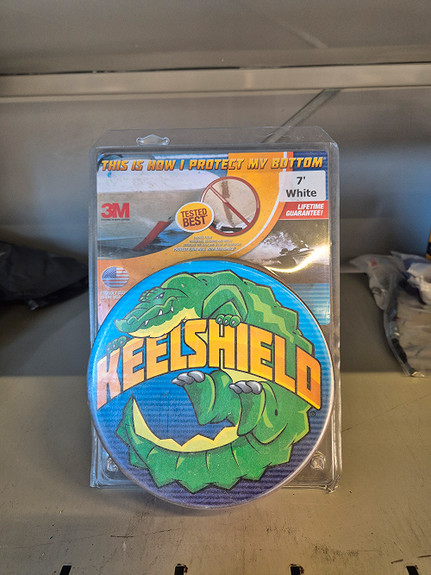 THIS IS HOW I PROTECT MY BOTTOM
7'
White
3M
TESTED
BEST
LIFETIME
GUARANTEE!
KEELSHIELD